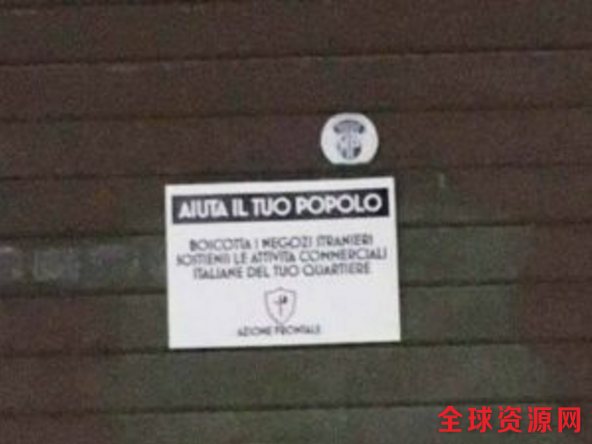 AIUTA IL TUO POPOLO
BOICOTTA I NEGOZI STRANIERI
SOSTIENI LE ATTIVITA COMMERCIALI
ITALIANE DEL TUO QUARTIERE
AZIONE FRONTALE
全球资源网